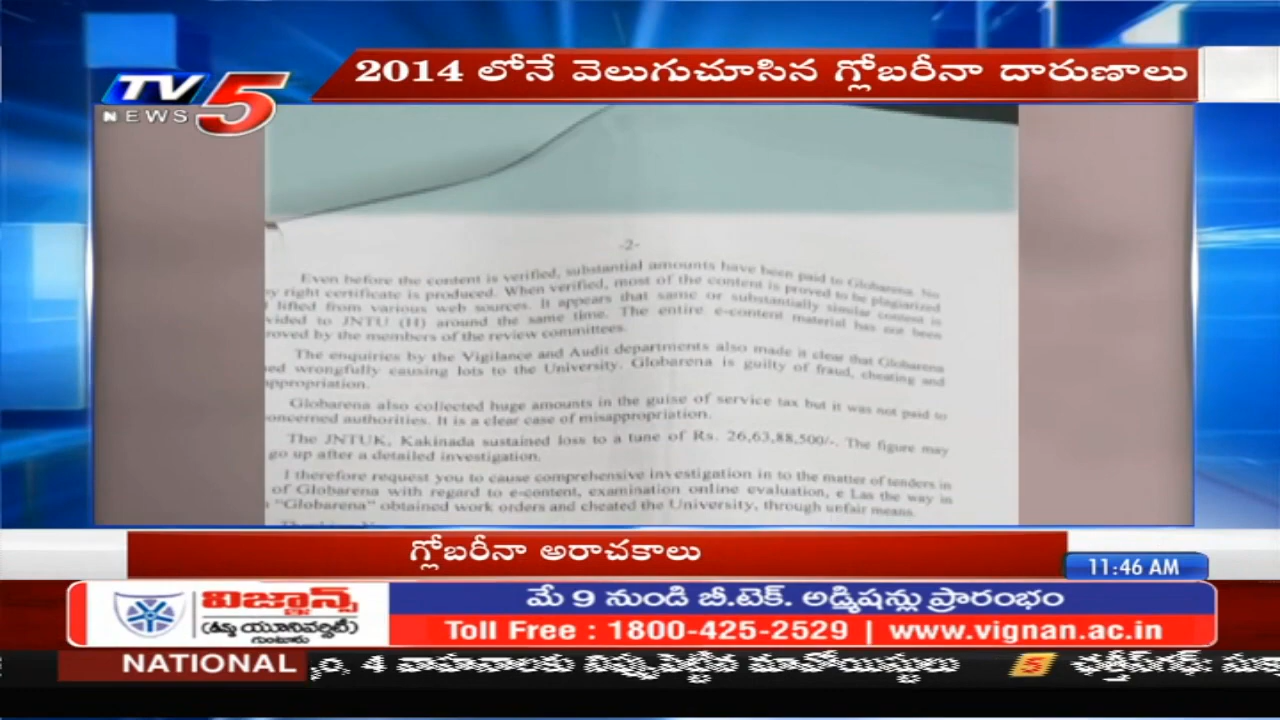 2014 లోనే వెలుగుచూసిన గ్లోబరీనా దారుణాలు
TV5
NEWS
-2-
Even before the content is verified, substantial amounts have been paid to Globarena. No
y right certificate is produced. When verified, most of the content is proved to be plagiarized
lifted from various web sources. It appears that same or substantially similar content is
vided to JNTU (H) around the same time. The entire e-content material has not been
roved by the members of the review committees.
The enquiries by the Vigilance and Audit departments also made it clear that Globarena
ed wrongfully causing lots to the University. Globarena is guilty of fraud, cheating and
appropriation.
Globarena also collected huge amounts in the guise of service tax but it was not paid to
oncerned authorities. It is a clear case of misappropriation.
The JNTUK, Kakinada sustained loss to a tune of Rs. 26,63,88,500/-. The figure may
go up after a detailed investigation.
I therefore request you to cause comprehensive investigation in to the matter of tenders in
of Globarena with regard to e-content, examination online evaluation, e Las the way in
"Globarena" obtained work orders and cheated the University, through unfair means.
గ్లోబరీనా అరాచకాలు
11:46 AM
విజ్ఞాన్స్
(డీమ్డ్ యూనివర్శిటీ)
గుంటూరు
మే 9 నుండి బీ.టెక్. అడ్మిషన్లు ప్రారంభం
Toll Free : 1800-425-2529 | www.vignan.ac.in
NATIONAL
4 వాహనాలకు నిప్పుపెట్టిన మావోయిస్టులు
5 ఛత్తీస్‌గఢ్: